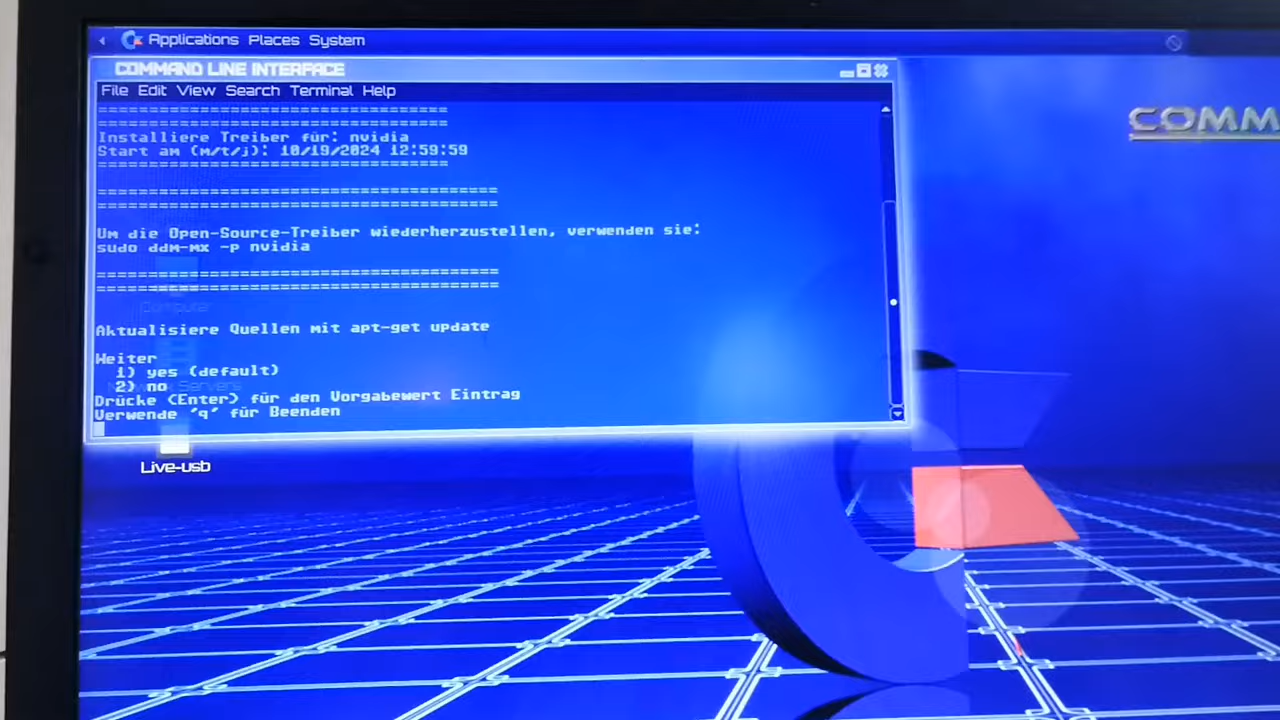 Applications Places System
COMMAND LINE INTERFACE
File Edit View Search Terminal Help
==================================
==================================
Installiere Treiber für: nvidia
Start am (m/t/j): 10/19/2024 12:59:59
==================================
=======================================
=======================================
Um die Open-Source-Treiber wiederherzustellen, verwenden sie:
sudo ddm-mx -p nvidia
=======================================
=======================================
Computer
Aktualisiere Quellen mit apt-get update
Weiter
1) yes (default)
2) no
Servers
Drücke <Enter> für den Vorgabewert Eintrag
Verwende 'q' für Beenden
Live-usb
COMM